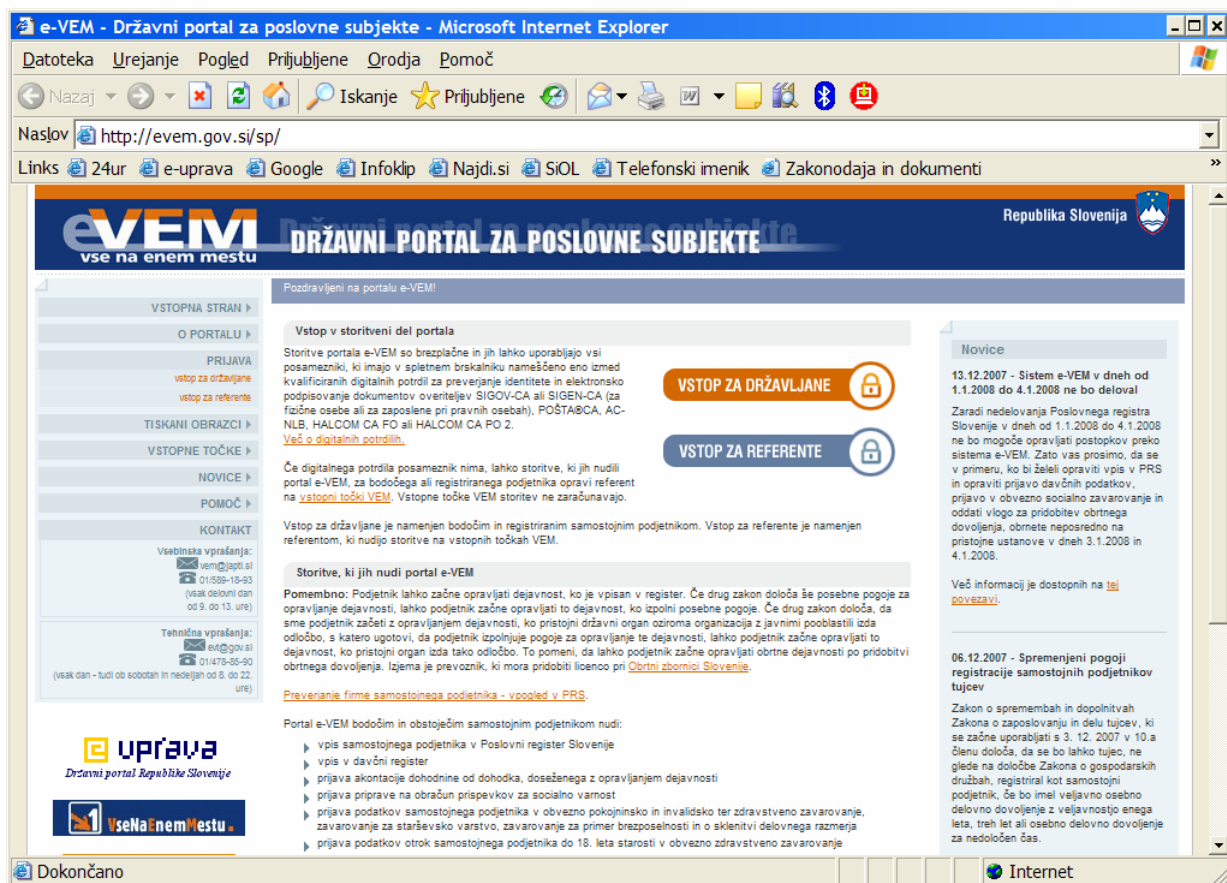 e-VEM - Državni portal za poslovne subjekte - Microsoft Internet Explorer
Datoteka Urejanje Pogled Priljubljene Orodja Pomoč
Nazaj Iskanje Priljubljene
Naslov http://evem.gov.si/sp/
Links 24ur e-uprava Google Infoklip Najdi.si SiOL Telefonski imenik Zakonodaja in dokumenti »
eVEM
vse na enem mestu
DRŽAVNI PORTAL ZA POSLOVNE SUBJEKTE
Republika Slovenija
VSTOPNA STRAN
O PORTALU
PRIJAVA
vstop za državljane
vstop za referente
TISKANI OBRAZCI
VSTOPNE TOČKE
NOVICE
POMOČ
KONTAKT
Vsebinska vprašanja:
vem@japti.si
01/589-18-93
(vsak delovni dan
od 9. do 13. ure)
Tehnična vprašanja:
evt@gov.si
01/478-85-90
(vsak dan - tudi ob sobotah in nedeljah od 8. do 22.
ure)
e uprava
Državni portal Republike Slovenije
VseNaEnemMestu
Pozdravljeni na portalu e-VEM!
Vstop v storitveni del portala
Storitve portala e-VEM so brezplačne in jih lahko uporabljajo vsi
posamezniki, ki imajo v spletnem brskalniku nameščeno eno izmed
kvalificiranih digitalnih potrdil za preverjanje identitete in elektronsko
podpisovanje dokumentov overiteljev SIGOV-CA ali SIGEN-CA (za
fizične osebe ali za zaposlene pri pravnih osebah), POŠTA®CA, AC-
NLB, HALCOM CA FO ali HALCOM CA PO 2.
Več o digitalnih potrdilih.
Če digitalnega potrdila posameznik nima, lahko storitve, ki jih nudili
portal e-VEM, za bodočega ali registriranega podjetnika opravi referent
na vstopni točki VEM. Vstopne točke VEM storitev ne zaračunavajo.
VSTOP ZA DRŽAVLJANE
VSTOP ZA REFERENTE
Vstop za državljane je namenjen bodočim in registriranim samostojnim podjetnikom. Vstop za referente je namenjen
referentom, ki nudijo storitve na vstopnih točkah VEM.
Storitve, ki jih nudi portal e-VEM
Pomembno: Podjetnik lahko začne opravljati dejavnost, ko je vpisan v register. Če drug zakon določa še posebne pogoje za
opravljanje dejavnosti, lahko podjetnik začne opravljati to dejavnost, ko izpolni posebne pogoje. Če drug zakon določa, da
sme podjetnik začeti z opravljanjem dejavnosti, ko pristojni državni organ oziroma organizacija z javnimi pooblastili izda
odločbo, s katero ugotovi, da podjetnik izpolnjuje pogoje za opravljanje te dejavnosti, lahko podjetnik začne opravljati to
dejavnost, ko pristojni organ izda tako odločbo. To pomeni, da lahko podjetnik začne opravljati obrtne dejavnosti po pridobitvi
obrtnega dovoljenja. Izjema je prevoznik, ki mora pridobiti licenco pri Obrtni zbornici Slovenije.
Preverjanje firme samostojnega podjetnika - vpogled v PRS.
Portal e-VEM bodočim in obstoječim samostojnim podjetnikom nudi:
vpis samostojnega podjetnika v Poslovni register Slovenije
vpis v davčni register
prijava akontacije dohodnine od dohodka, doseženega z opravljanjem dejavnosti
prijava priprave na obračun prispevkov za socialno varnost
prijava podatkov samostojnega podjetnika v obvezno pokojninsko in invalidsko ter zdravstveno zavarovanje,
zavarovanje za starševsko varstvo, zavarovanje za primer brezposelnosti in o sklenitvi delovnega razmerja
prijava podatkov otrok samostojnega podjetnika do 18. leta starosti v obvezno zdravstveno zavarovanje
Novice
13.12.2007 - Sistem e-VEM v dneh od
1.1.2008 do 4.1.2008 ne bo deloval
Zaradi nedelovanja Poslovnega registra
Slovenije v dneh od 1.1.2008 do 4.1.2008
ne bo mogoče opravljati postopkov preko
sistema e-VEM. Zato vas prosimo, da se
v primeru, ko bi želeli opraviti vpis v PRS
in opraviti prijavo davčnih podatkov,
prijavo v obvezno socialno zavarovanje in
oddati vlogo za pridobitev obrtnega
dovoljenja, obrnete neposredno na
pristojne ustanove v dneh 3.1.2008 in
4.1.2008.
Več informacij je dostopnih na tej
povezavi.
06.12.2007 - Spremenjeni pogoji
registracije samostojnih podjetnikov
tujcev
Zakon o spremembah in dopolnitvah
Zakona o zaposlovanju in delu tujcev, ki
se začne uporabljati s 3. 12. 2007 v 10.a
členu določa, da se bo lahko tujec, ne
glede na določbe Zakona o gospodarskih
družbah, registriral kot samostojni
podjetnik, če bo imel veljavno osebno
delovno dovoljenje z veljavnostjo enega
leta, treh let ali osebno delovno dovoljenje
za nedoločen čas.
Dokončano
Internet